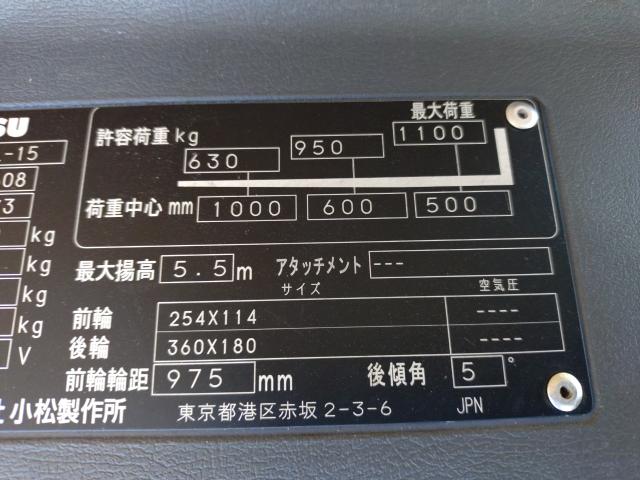 SU
最大荷重
許容荷重 kg
630 950 1100
-15
08
荷重中心 mm 1000 600 500
3
kg
最大揚高 5.5 m アタッチメント ---
kg
サイズ 空気圧
kg
前輪 254X114 ----
kg
後輪 360X180 ----
V
前輪輪距 975 mm 後傾角 5°
小松製作所 東京都港区赤坂2-3-6 JPN